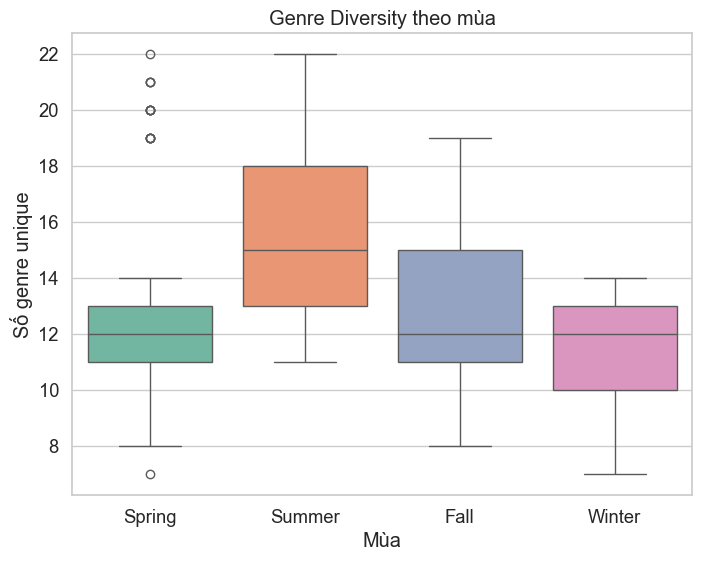 Genre Diversity theo mùa
22
20
18
16
14
12
10
8
Số genre unique
Spring
Summer
Fall
Winter
Mùa